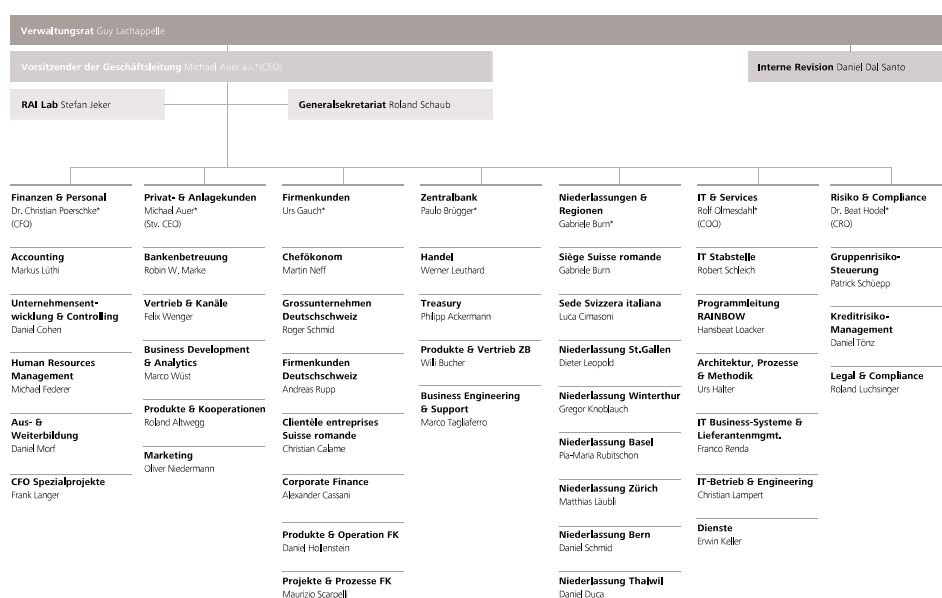 Verwaltungsrat Guy Lachappelle
Vorsitzender der Geschäftsleitung Michael Auer a.i.*(CEO)
Interne Revision Daniel Dal Santo
RAI Lab Stefan Jeker
Generalsekretariat Roland Schaub
Finanzen & Personal
Dr. Christian Poerschke*
(CFO)
Accounting
Markus Lüthi
Unternehmensent-
wicklung & Controlling
Daniel Cohen
Human Resources
Management
Michael Federer
Aus- &
Weiterbildung
Daniel Morf
CFO Spezialprojekte
Frank Langer
Privat- & Anlagekunden
Michael Auer*
(Stv. CEO)
Bankenbetreuung
Robin W. Marke
Vertrieb & Kanäle
Felix Wenger
Business Development
& Analytics
Marco Wüst
Produkte & Kooperationen
Roland Altwegg
Marketing
Oliver Niedermann
Firmenkunden
Urs Gauch*
Chefökonom
Martin Neff
Grossunternehmen
Deutschschweiz
Roger Schmid
Firmenkunden
Deutschschweiz
Andreas Rupp
Clientèle entreprises
Suisse romande
Christian Calame
Corporate Finance
Alexander Cassani
Produkte & Operation FK
Daniel Hollenstein
Projekte & Prozesse FK
Maurizio Scarpelli
Zentralbank
Paulo Brügger*
Handel
Werner Leuthard
Treasury
Philipp Ackermann
Produkte & Vertrieb ZB
Willi Bucher
Business Engineering
& Support
Marco Tagliaferro
Niederlassungen &
Regionen
Gabriele Burn*
Siège Suisse romande
Gabriele Burn
Sede Svizzera italiana
Luca Cimasoni
Niederlassung St.Gallen
Dieter Leopold
Niederlassung Winterthur
Gregor Knoblauch
Niederlassung Basel
Pia-Maria Rubitschon
Niederlassung Zürich
Matthias Läubli
Niederlassung Bern
Daniel Schmid
Niederlassung Thalwil
Daniel Duca
IT & Services
Rolf Olmesdahl*
(COO)
IT Stabstelle
Robert Schleich
Programmleitung
RAINBOW
Hansbeat Loacker
Architektur, Prozesse
& Methodik
Urs Halter
IT Business-Systeme &
Lieferantenmgmt.
Franco Renda
IT-Betrieb & Engineering
Christian Lampert
Dienste
Erwin Keller
Risiko & Compliance
Dr. Beat Hodel*
(CRO)
Gruppenrisiko-
Steuerung
Patrick Schüepp
Kreditrisiko-
Management
Daniel Tönz
Legal & Compliance
Roland Luchsinger